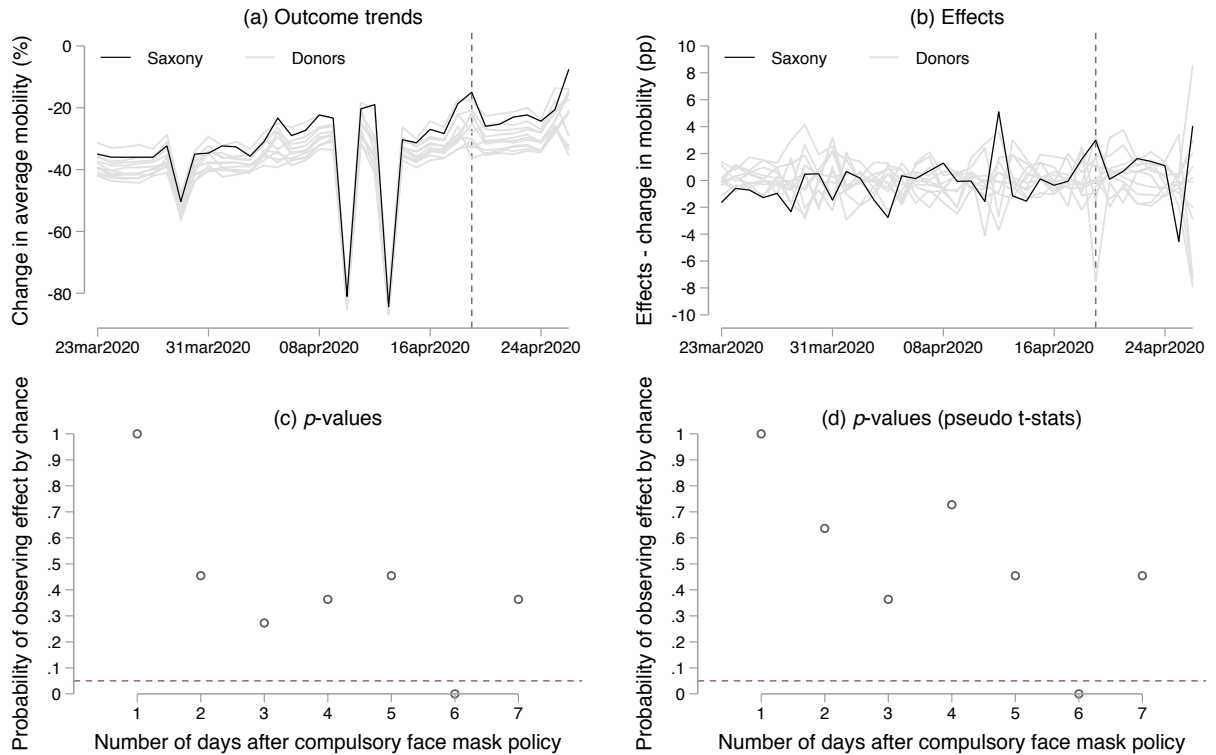 (a) Outcome trends
Change in average mobility (%)
0
-20
-40
-60
-80
Saxony
Donors
23mar2020 31mar2020 08apr2020 16apr2020 24apr2020
(b) Effects
Effects - change in mobility (pp)
10
8
6
4
2
0
-2
-4
-6
-8
-10
Saxony
Donors
23mar2020 31mar2020 08apr2020 16apr2020 24apr2020
(c) p-values
Probability of observing effect by chance
1
.9
.8
.7
.6
.5
.4
.3
.2
.1
0
1 2 3 4 5 6 7
Number of days after compulsory face mask policy
(d) p-values (pseudo t-stats)
Probability of observing effect by chance
1
.9
.8
.7
.6
.5
.4
.3
.2
.1
0
1 2 3 4 5 6 7
Number of days after compulsory face mask policy